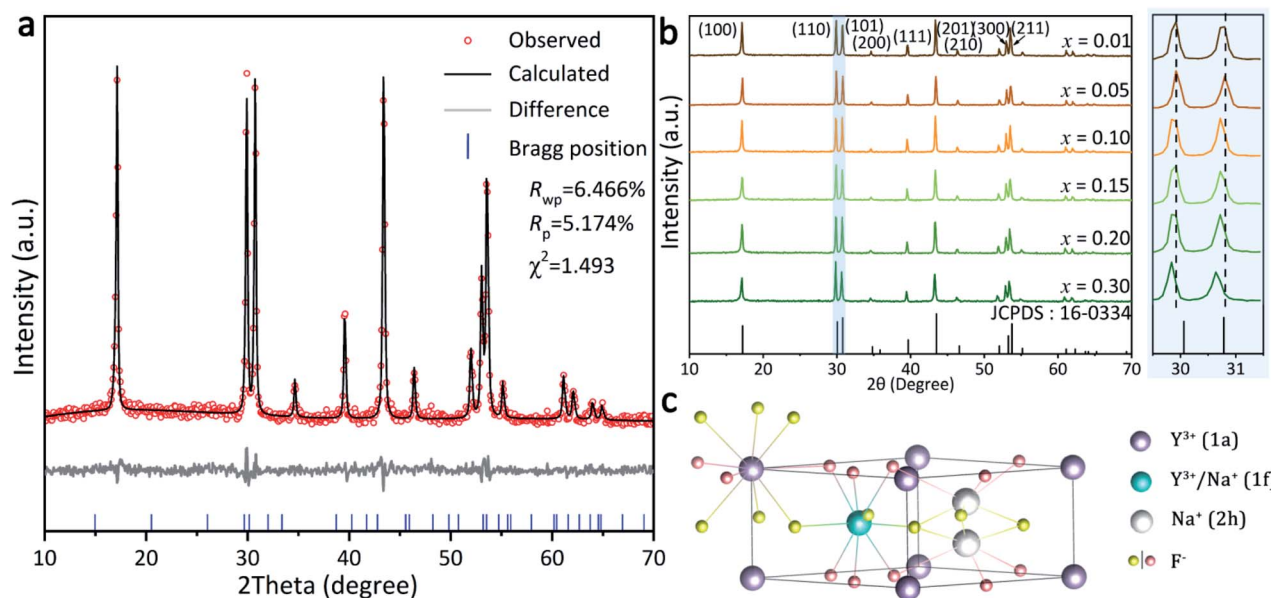 a
Observed
Calculated
Difference
Bragg position
Rwp=6.466%
Rp=5.174%
χ²=1.493
Intensity (a.u.)
10 20 30 40 50 60 70
2Theta (degree)
b
(100) (110) (101) (200) (111) (201) (210) (300) (211)
x = 0.01
x = 0.05
x = 0.10
x = 0.15
x = 0.20
x = 0.30
JCPDS : 16-0334
Intensity (a.u.)
10 20 30 40 50 60 70
2θ (Degree)
30 31
c
Y³⁺ (1a)
Y³⁺/Na⁺ (1f)
Na⁺ (2h)
F⁻